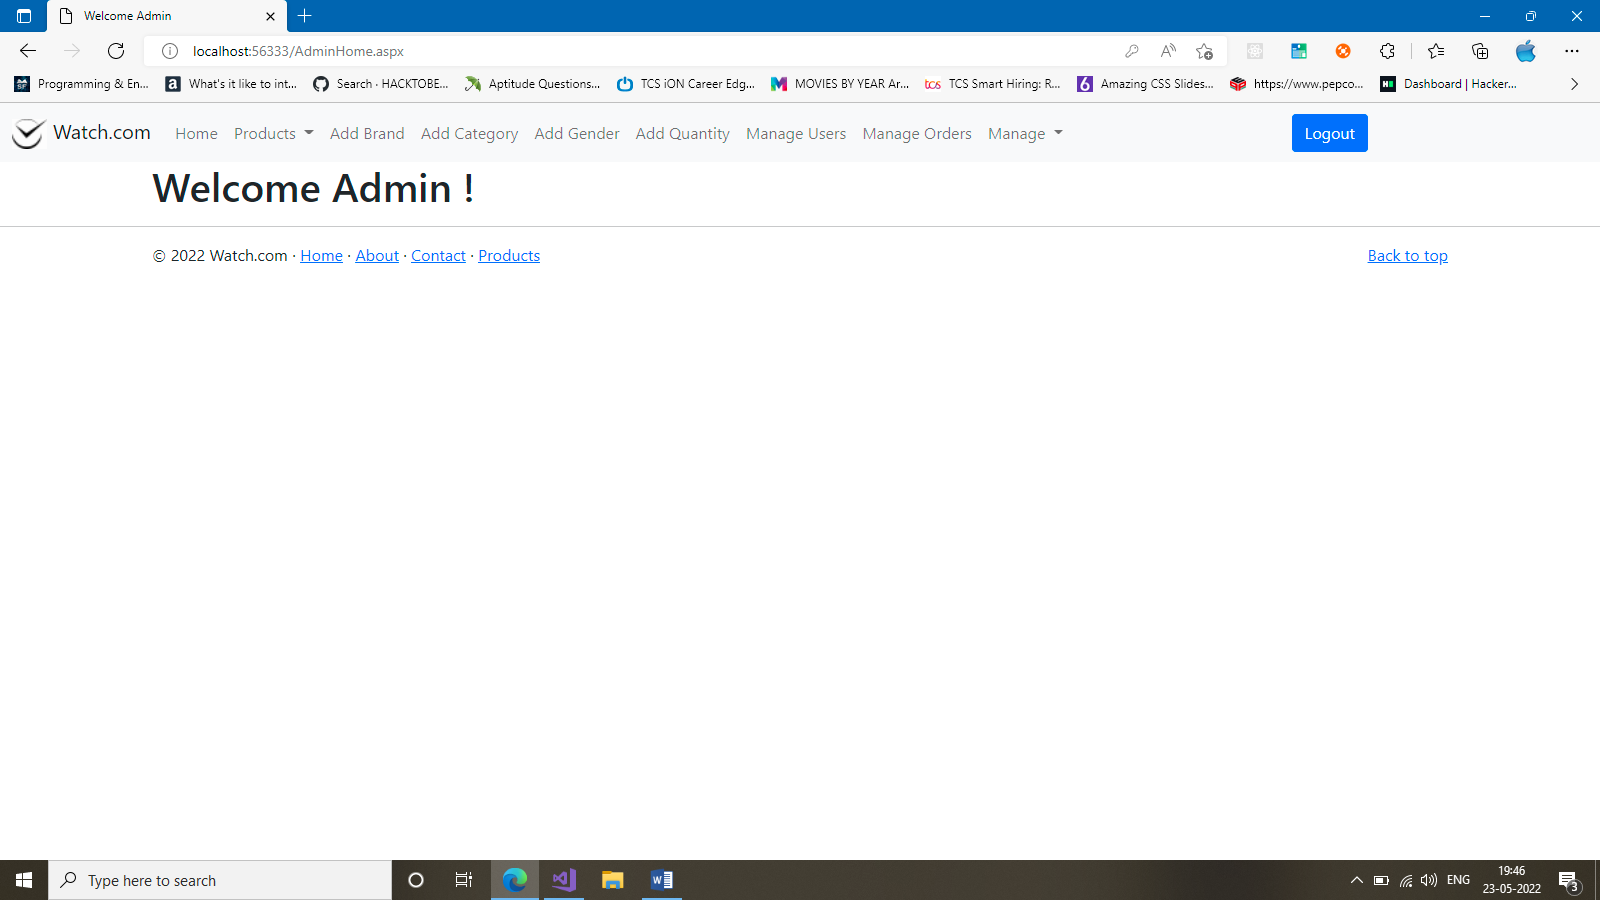 Welcome Admin
localhost:56333/AdminHome.aspx
Programming & En... What's it like to int... Search · HACKTOBE... Aptitude Questions... TCS iON Career Edg... MOVIES BY YEAR Ar... TCS Smart Hiring: R... Amazing CSS Slides... https://www.pepco... Dashboard | Hacker...
Watch.com Home Products Add Brand Add Category Add Gender Add Quantity Manage Users Manage Orders Manage Logout
Welcome Admin !
© 2022 Watch.com · Home · About · Contact · Products Back to top
Type here to search ENG 19:46
23-05-2022 3